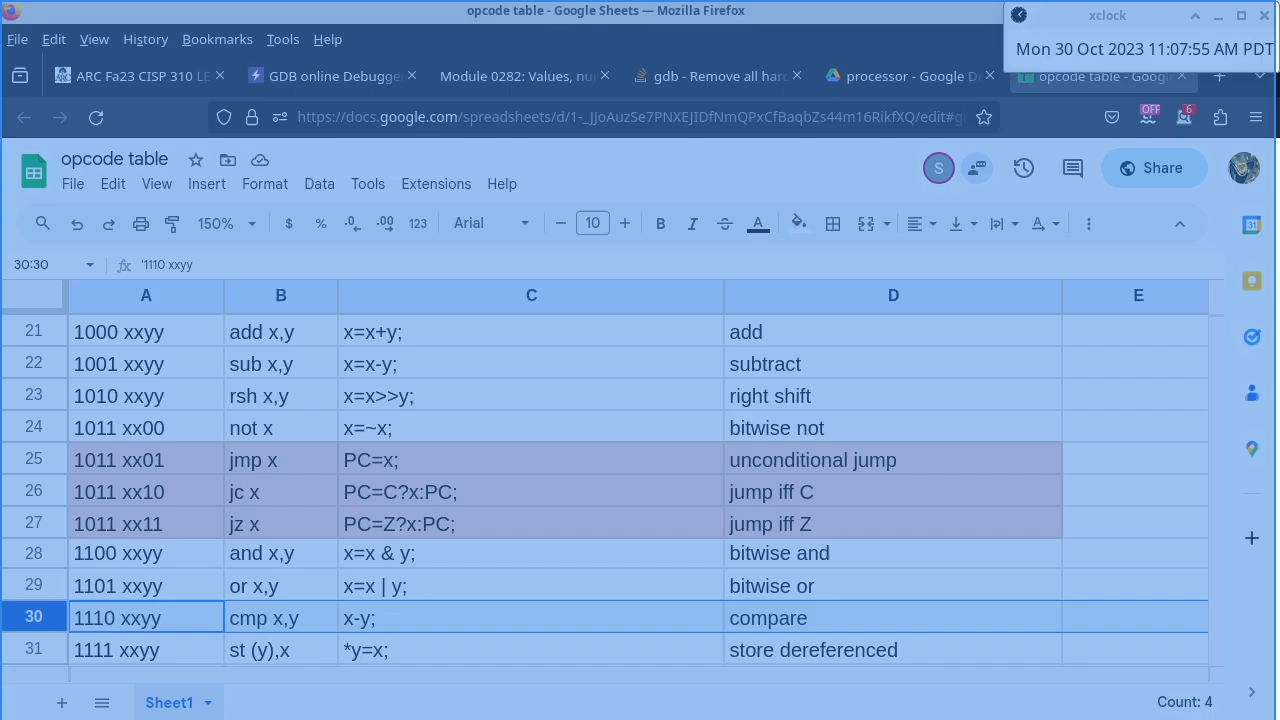 opcode table - Google Sheets — Mozilla Firefox
xclock
Mon 30 Oct 2023 11:07:55 AM PDT
File Edit View History Bookmarks Tools Help
ARC Fa23 CISP 310 LE
GDB online Debugge
Module 0282: Values, nu
gdb - Remove all har
processor - Google D
opcode table - Googl
https://docs.google.com/spreadsheets/d/1-_JJoAuzSe7PNXEJIDfNmQPxCfBaqbZs44m16RikfXQ/edit#g
OFF
6
opcode table
File Edit View Insert Format Data Tools Extensions Help
S
Share
150% $ % .0 .00 123 Arial 10 B I S A
31
30:30 fx '1110 xxyy
A B C D E
21 1000 xxyy add x,y x=x+y; add
22 1001 xxyy sub x,y x=x-y; subtract
23 1010 xxyy rsh x,y x=x>>y; right shift
24 1011 xx00 not x x=~x; bitwise not
25 1011 xx01 jmp x PC=x; unconditional jump
26 1011 xx10 jc x PC=C?x:PC; jump iff C
27 1011 xx11 jz x PC=Z?x:PC; jump iff Z
28 1100 xxyy and x,y x=x & y; bitwise and
29 1101 xxyy or x,y x=x | y; bitwise or
30 1110 xxyy cmp x,y x-y; compare
31 1111 xxyy st (y),x *y=x; store dereferenced
Sheet1
Count: 4